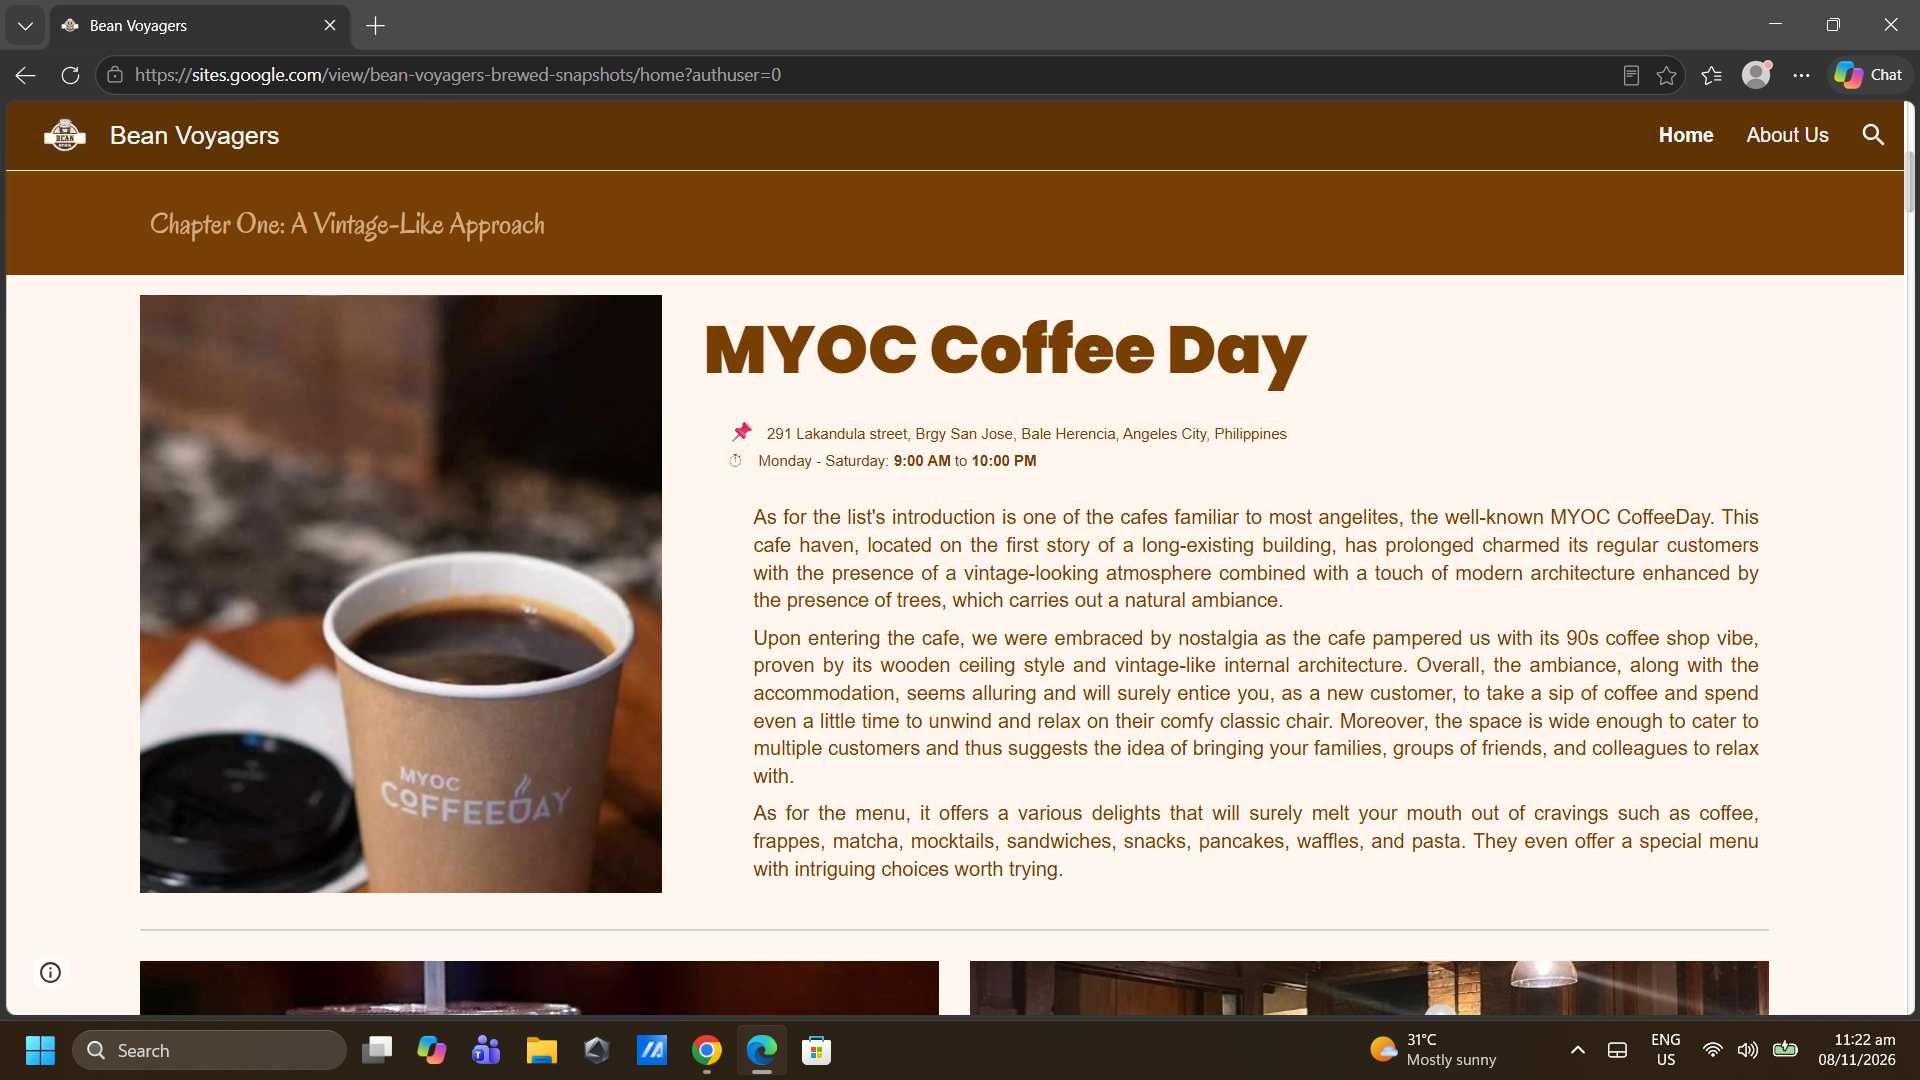 Bean Voyagers
https://sites.google.com/view/bean-voyagers-brewed-snapshots/home?authuser=0
Chat
BEAN
Bean Voyagers
Home
About Us
Chapter One: A Vintage-Like Approach
MYOC Coffee Day
291 Lakandula street, Brgy San Jose, Bale Herencia, Angeles City, Philippines
Monday - Saturday: 9:00 AM to 10:00 PM
As for the list's introduction is one of the cafes familiar to most angelites, the well-known MYOC CoffeeDay. This
cafe haven, located on the first story of a long-existing building, has prolonged charmed its regular customers
with the presence of a vintage-looking atmosphere combined with a touch of modern architecture enhanced by
the presence of trees, which carries out a natural ambiance.
Upon entering the cafe, we were embraced by nostalgia as the cafe pampered us with its 90s coffee shop vibe,
proven by its wooden ceiling style and vintage-like internal architecture. Overall, the ambiance, along with the
accommodation, seems alluring and will surely entice you, as a new customer, to take a sip of coffee and spend
even a little time to unwind and relax on their comfy classic chair. Moreover, the space is wide enough to cater to
multiple customers and thus suggests the idea of bringing your families, groups of friends, and colleagues to relax
with.
As for the menu, it offers a various delights that will surely melt your mouth out of cravings such as coffee,
frappes, matcha, mocktails, sandwiches, snacks, pancakes, waffles, and pasta. They even offer a special menu
with intriguing choices worth trying.
MYOC
COFFEEDAY
Search
31°C
Mostly sunny
ENG
US
11:22 am
08/11/2026